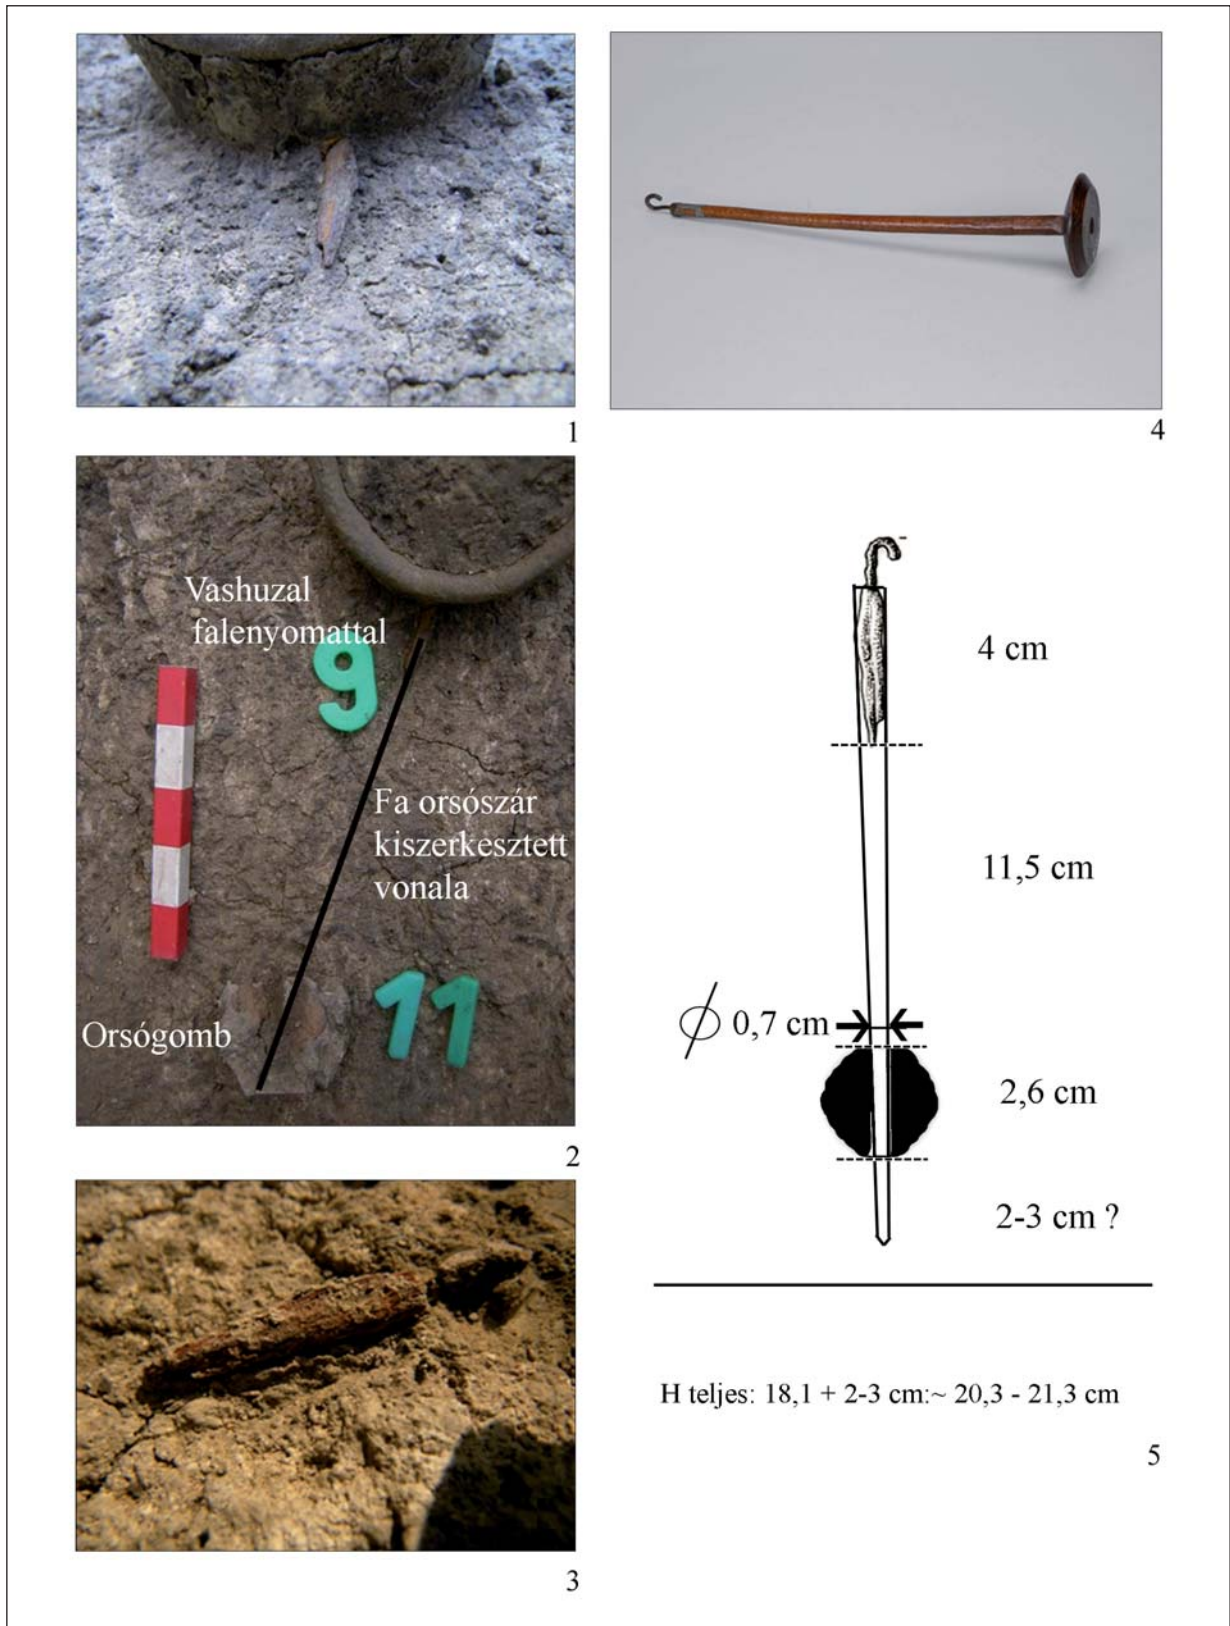 1
4
Vashuzal
falenyomattal
9
Fa orsószár
kiszerkesztett
vonala
Orsógomb
11
2
3
4 cm
11,5 cm
0,7 cm
2,6 cm
2-3 cm ?
H teljes: 18,1 + 2-3 cm:~ 20,3 - 21,3 cm
5